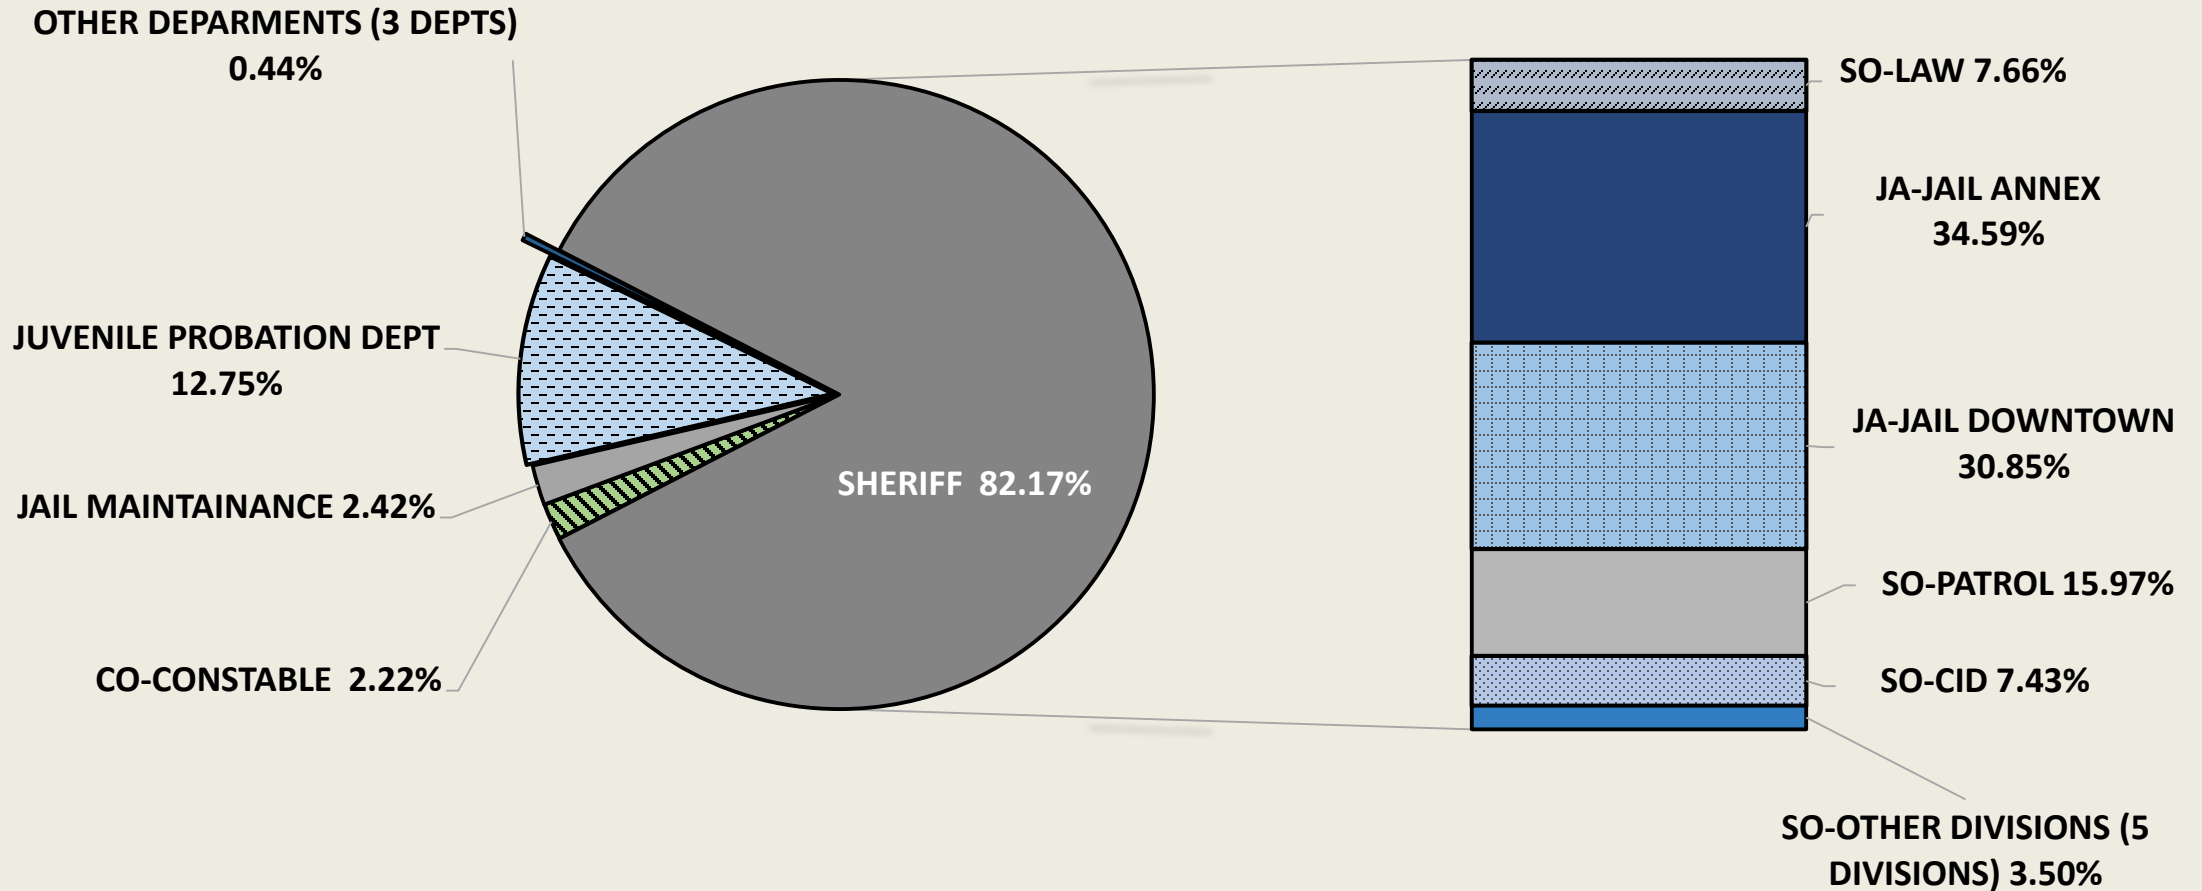 OTHER DEPARMENTS (3 DEPTS)
0.44%
JUVENILE PROBATION DEPT
12.75%
JAIL MAINTAINANCE 2.42%
CO-CONSTABLE  2.22%
SHERIFF  82.17%
SO-LAW 7.66%
JA-JAIL ANNEX
34.59%
JA-JAIL DOWNTOWN
30.85%
SO-PATROL 15.97%
SO-CID 7.43%
SO-OTHER DIVISIONS (5
DIVISIONS) 3.50%